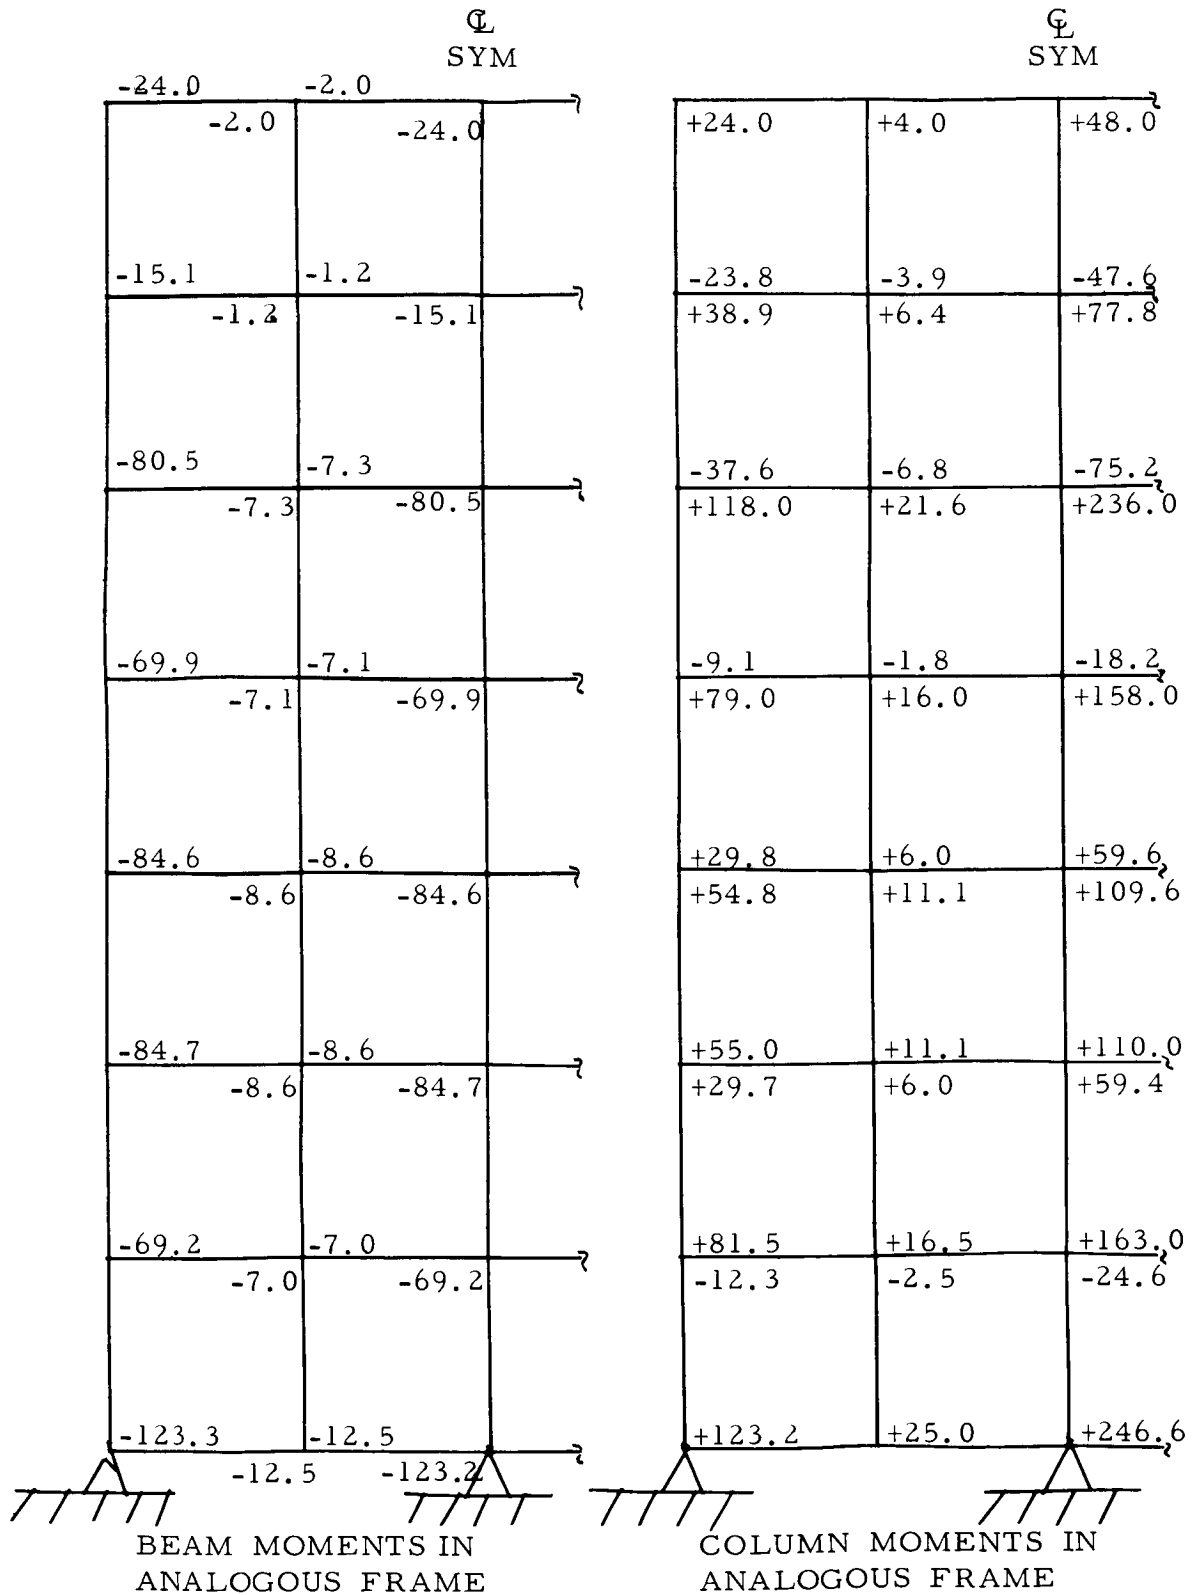 ℄ ℄
SYM SYM
-24.0 -2.0
-2.0 -24.0 +24.0 +4.0 +48.0
-15.1 -1.2 -23.8 -3.9 -47.6
-1.2 -15.1 +38.9 +6.4 +77.8
-80.5 -7.3 -37.6 -6.8 -75.2
-7.3 -80.5 +118.0 +21.6 +236.0
-69.9 -7.1 -9.1 -1.8 -18.2
-7.1 -69.9 +79.0 +16.0 +158.0
-84.6 -8.6 +29.8 +6.0 +59.6
-8.6 -84.6 +54.8 +11.1 +109.6
-84.7 -8.6 +55.0 +11.1 +110.0
-8.6 -84.7 +29.7 +6.0 +59.4
-69.2 -7.0 +81.5 +16.5 +163.0
-7.0 -69.2 -12.3 -2.5 -24.6
-123.3 -12.5 +123.2 +25.0 +246.6
-12.5 -123.2
BEAM MOMENTS IN
ANALOGOUS FRAME
COLUMN MOMENTS IN
ANALOGOUS FRAME